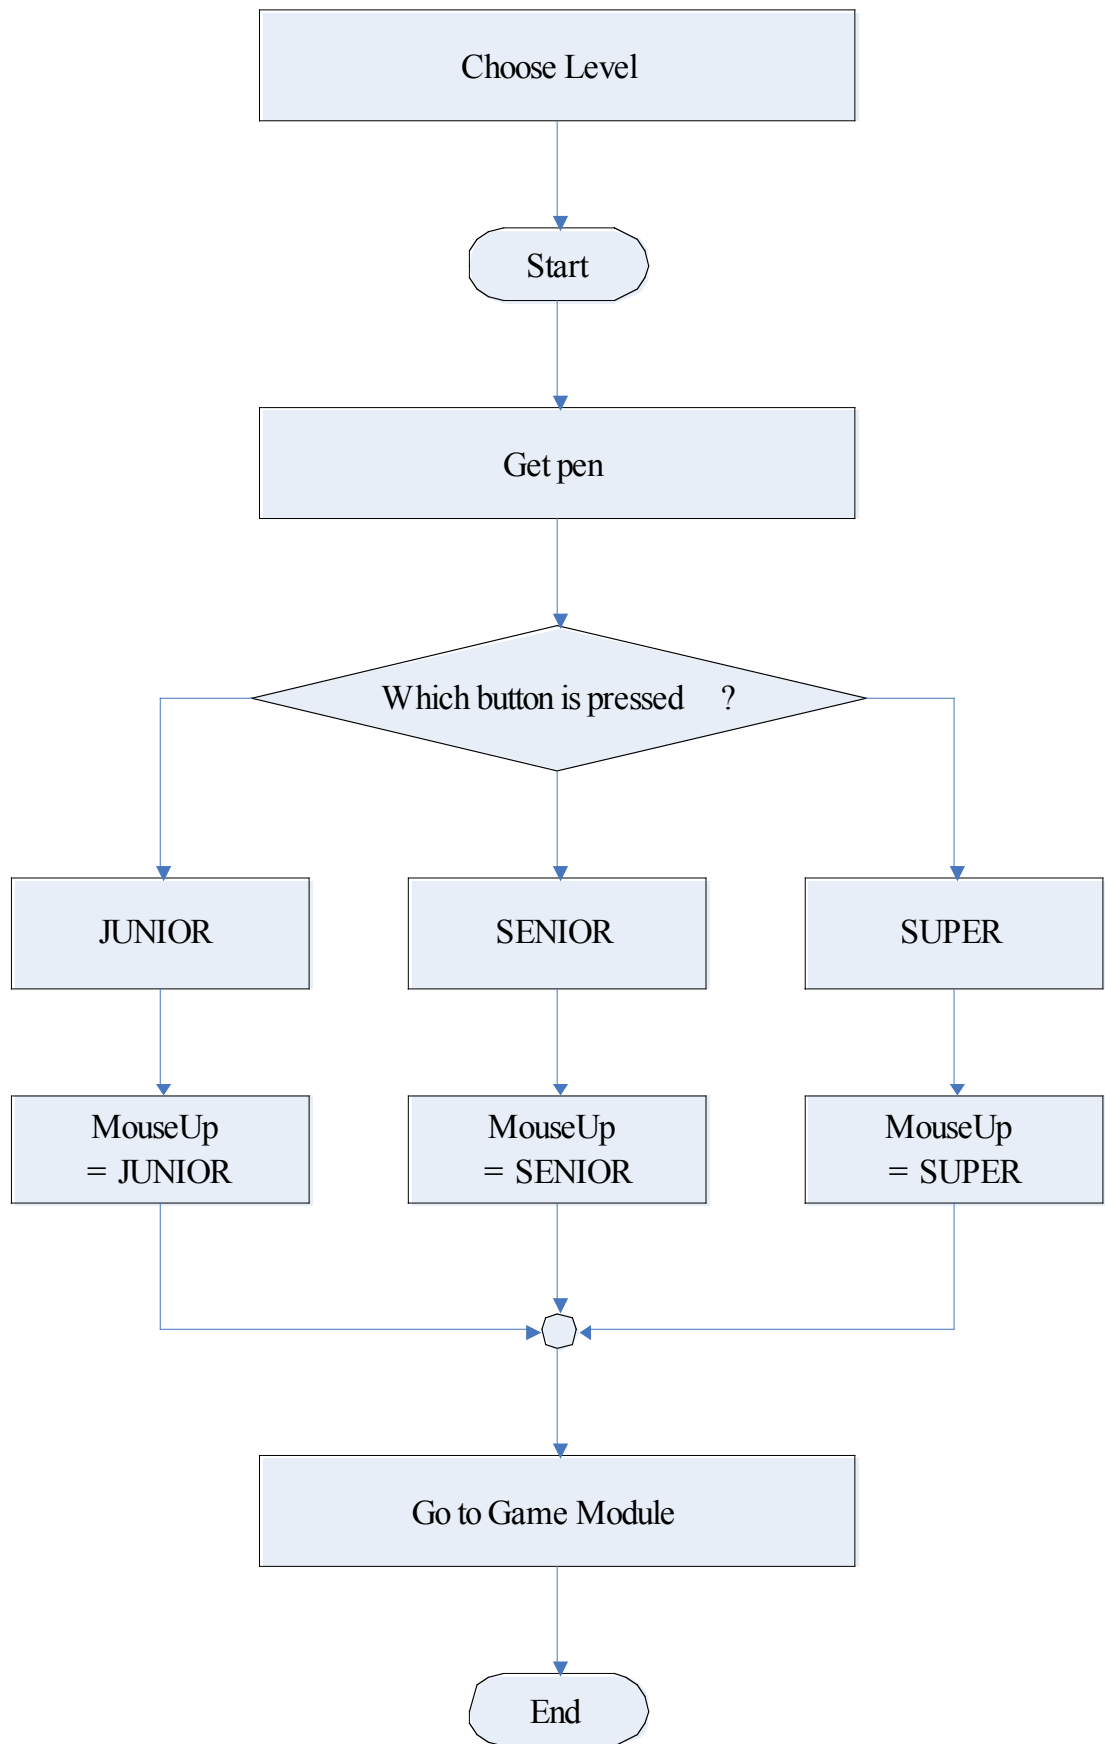 Choose Level
Start
Get pen
Which button is pressed ?
JUNIOR
SENIOR
SUPER
MouseUp
= JUNIOR
MouseUp
= SENIOR
MouseUp
= SUPER
Go to Game Module
End